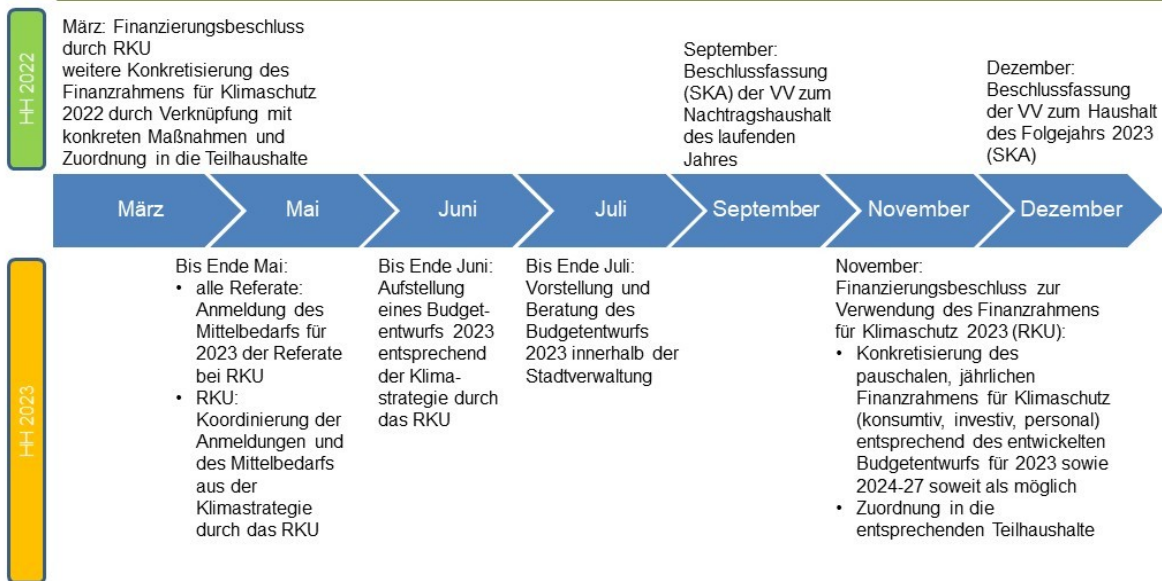 HH 2022
März: Finanzierungsbeschluss
durch RKU
weitere Konkretisierung des
Finanzrahmens für Klimaschutz
2022 durch Verknüpfung mit
konkreten Maßnahmen und
Zuordnung in die Teilhaushalte
September:
Beschlussfassung
(SKA) der VV zum
Nachtragshaushalt
des laufenden
Jahres
Dezember:
Beschlussfassung
der VV zum Haushalt
des Folgejahrs 2023
(SKA)
März
Mai
Juni
Juli
September
November
Dezember
HH 2023
Bis Ende Mai:
• alle Referate:
Anmeldung des
Mittelbedarfs für
2023 der Referate
bei RKU
• RKU:
Koordinierung der
Anmeldungen und
des Mittelbedarfs
aus der
Klimastrategie
durch das RKU
Bis Ende Juni:
Aufstellung
eines Budget-
entwurfs 2023
entsprechend
der Klima-
strategie durch
das RKU
Bis Ende Juli:
Vorstellung und
Beratung des
Budgetentwurfs
2023 innerhalb der
Stadtverwaltung
November:
Finanzierungsbeschluss zur
Verwendung des Finanzrahmens
für Klimaschutz 2023 (RKU):
• Konkretisierung des
pauschalen, jährlichen
Finanzrahmens für Klimaschutz
(konsumtiv, investiv, personal)
entsprechend des entwickelten
Budgetentwurfs für 2023 sowie
2024-27 soweit als möglich
• Zuordnung in die
entsprechenden Teilhaushalte